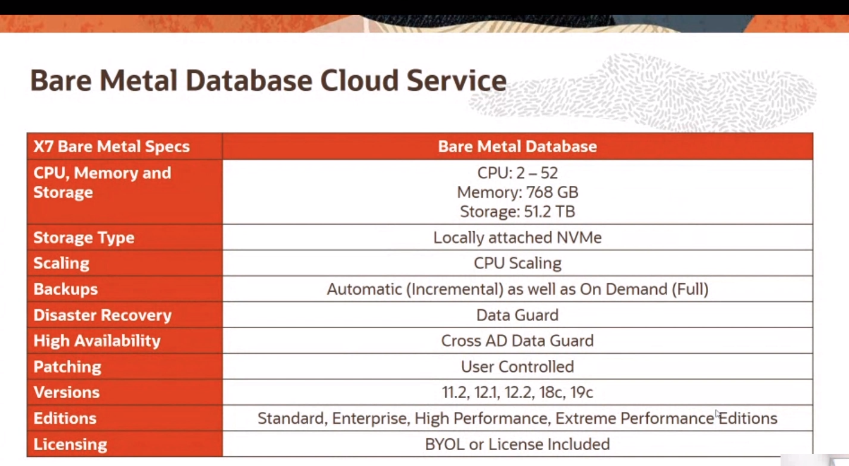 Bare Metal Database Cloud Service
X7 Bare Metal Specs
Bare Metal Database
CPU, Memory and
Storage
CPU: 2 – 52
Memory: 768 GB
Storage: 51.2 TB
Storage Type
Locally attached NVMe
Scaling
CPU Scaling
Backups
Automatic (Incremental) as well as On Demand (Full)
Disaster Recovery
Data Guard
High Availability
Cross AD Data Guard
Patching
User Controlled
Versions
11.2, 12.1, 12.2, 18c, 19c
Editions
Standard, Enterprise, High Performance, Extreme Performance Editions
Licensing
BYOL or License Included